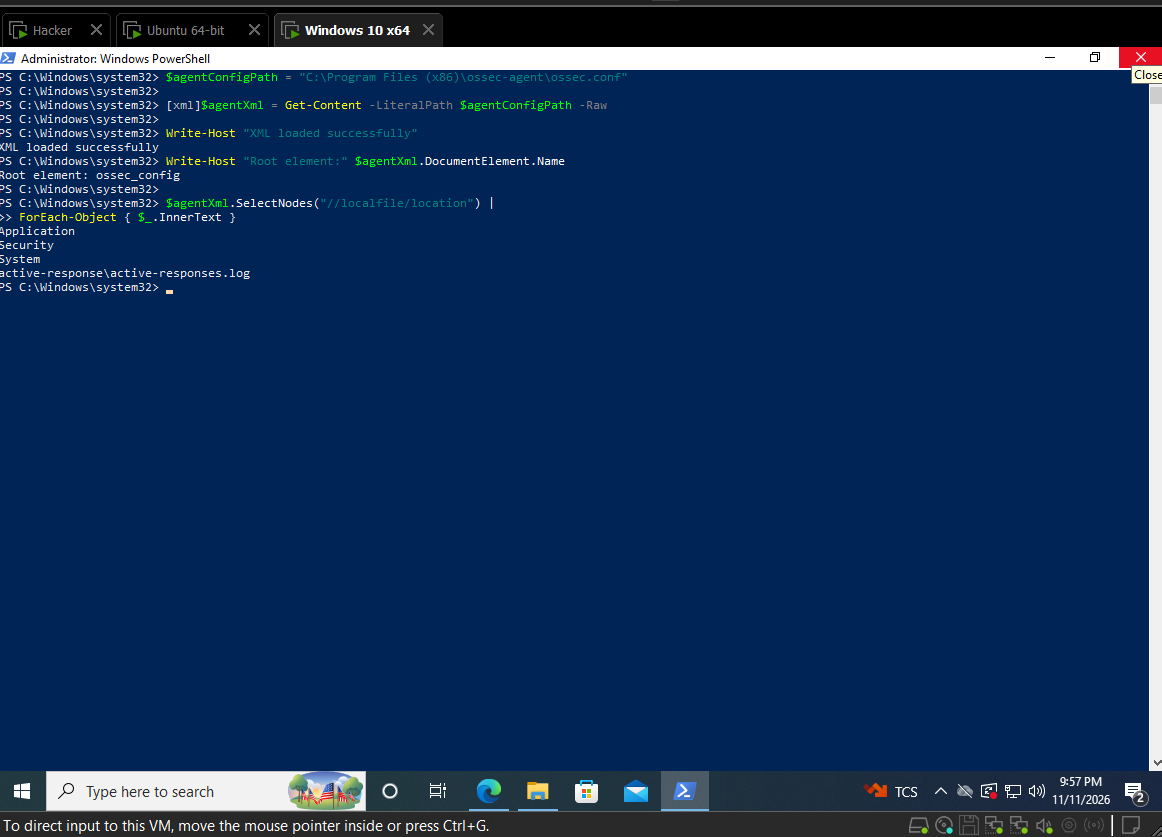 Hacker
Ubuntu 64-bit
Windows 10 x64
Administrator: Windows PowerShell
Close
PS C:\Windows\system32> $agentConfigPath = "C:\Program Files (x86)\ossec-agent\ossec.conf"
PS C:\Windows\system32>
PS C:\Windows\system32> [xml]$agentXml = Get-Content -LiteralPath $agentConfigPath -Raw
PS C:\Windows\system32>
PS C:\Windows\system32> Write-Host "XML loaded successfully"
XML loaded successfully
PS C:\Windows\system32> Write-Host "Root element:" $agentXml.DocumentElement.Name
Root element: ossec_config
PS C:\Windows\system32>
PS C:\Windows\system32> $agentXml.SelectNodes("//localfile/location") |
>> ForEach-Object { $_.InnerText }
Application
Security
System
active-response\active-responses.log
PS C:\Windows\system32>
Type here to search
TCS
9:57 PM
11/11/2026
2
To direct input to this VM, move the mouse pointer inside or press Ctrl+G.